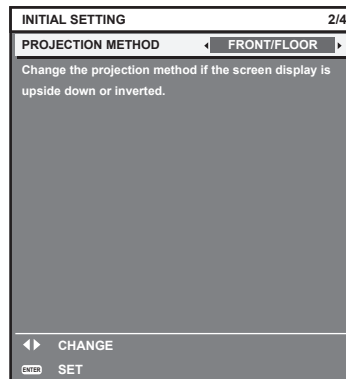 INITIAL SETTING 2/4
PROJECTION METHOD FRONT/FLOOR
Change the projection method if the screen display is
upside down or inverted.
CHANGE
ENTER SET